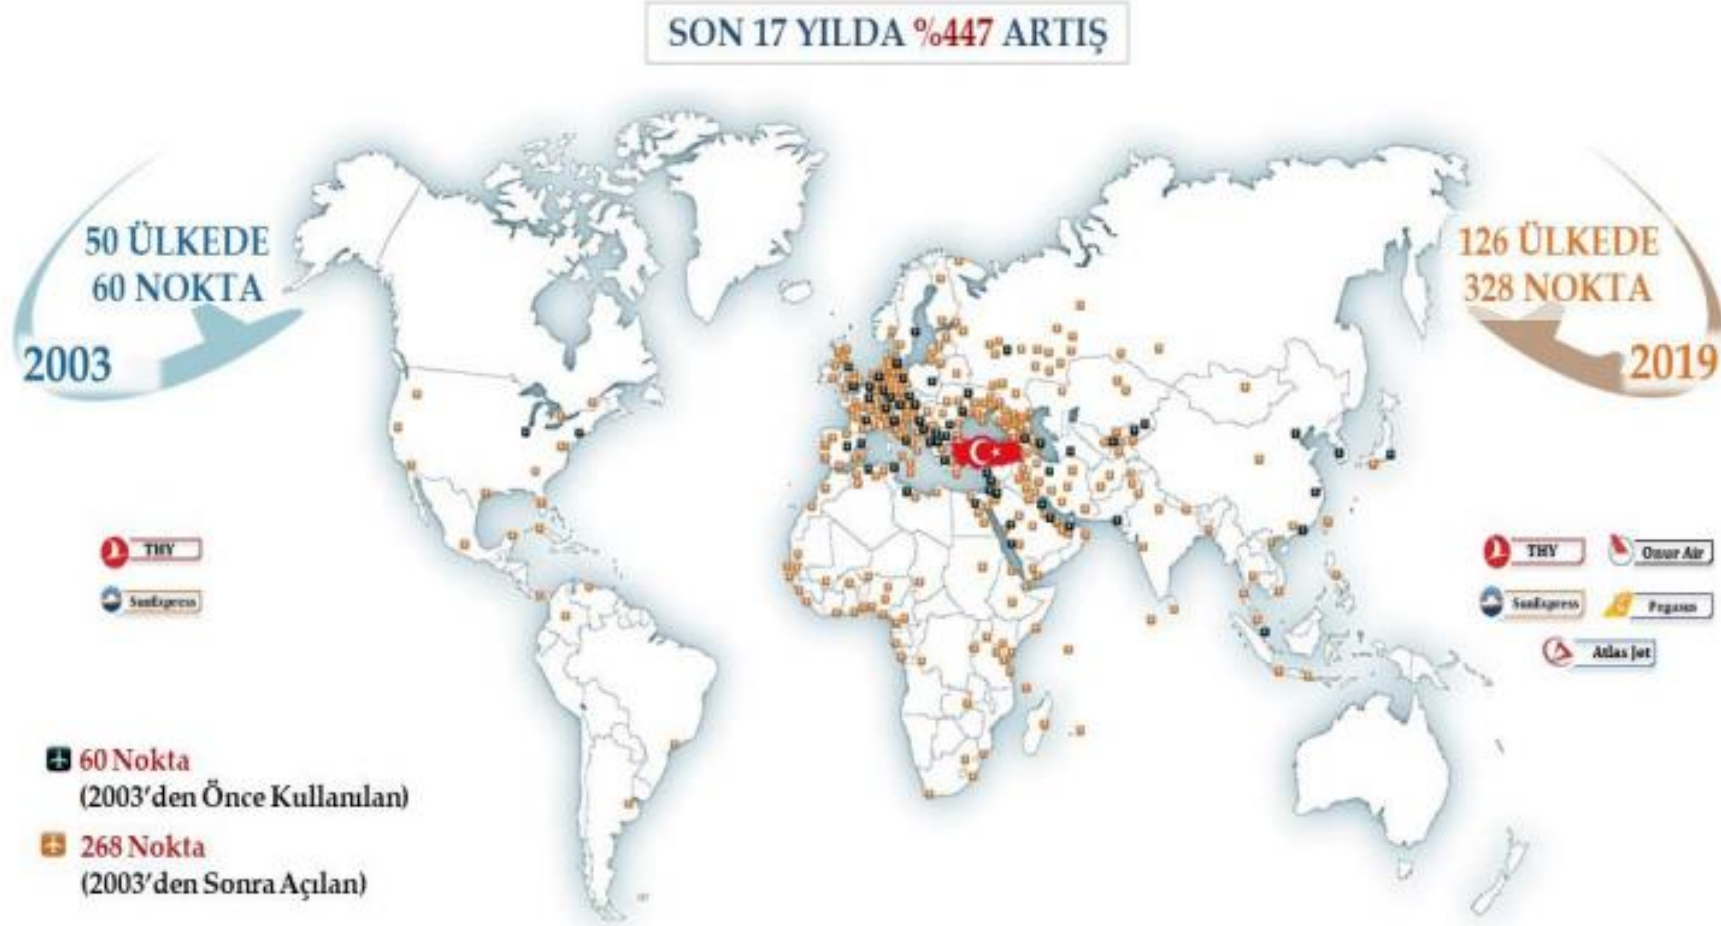 SON 17 YILDA %447 ARTIŞ
50 ÜLKEDE
60 NOKTA
2003
126 ÜLKEDE
328 NOKTA
2019
THY
SunExpress
THY
Onur Air
SunExpress
Pegasus
Atlas Jet
60 Nokta
(2003'den Önce Kullanılan)
268 Nokta
(2003'den Sonra Açılan)